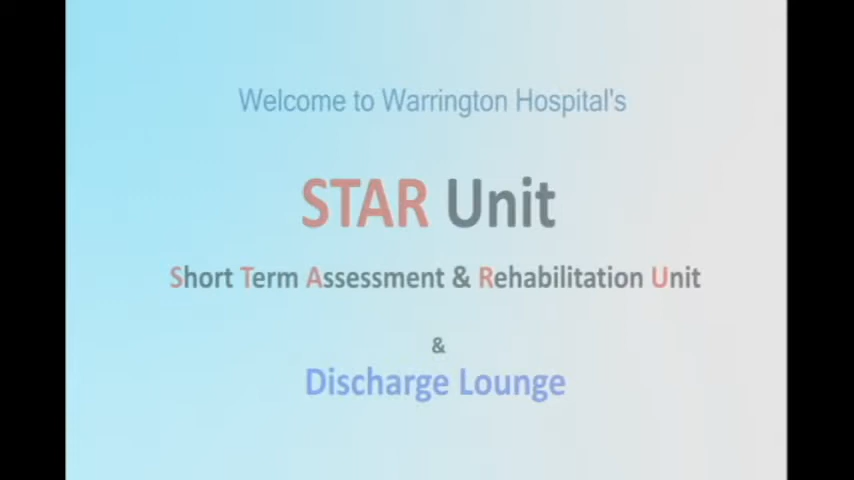 Welcome to Warrington Hospital's
STAR Unit
Short Term Assessment & Rehabilitation Unit
&
Discharge Lounge